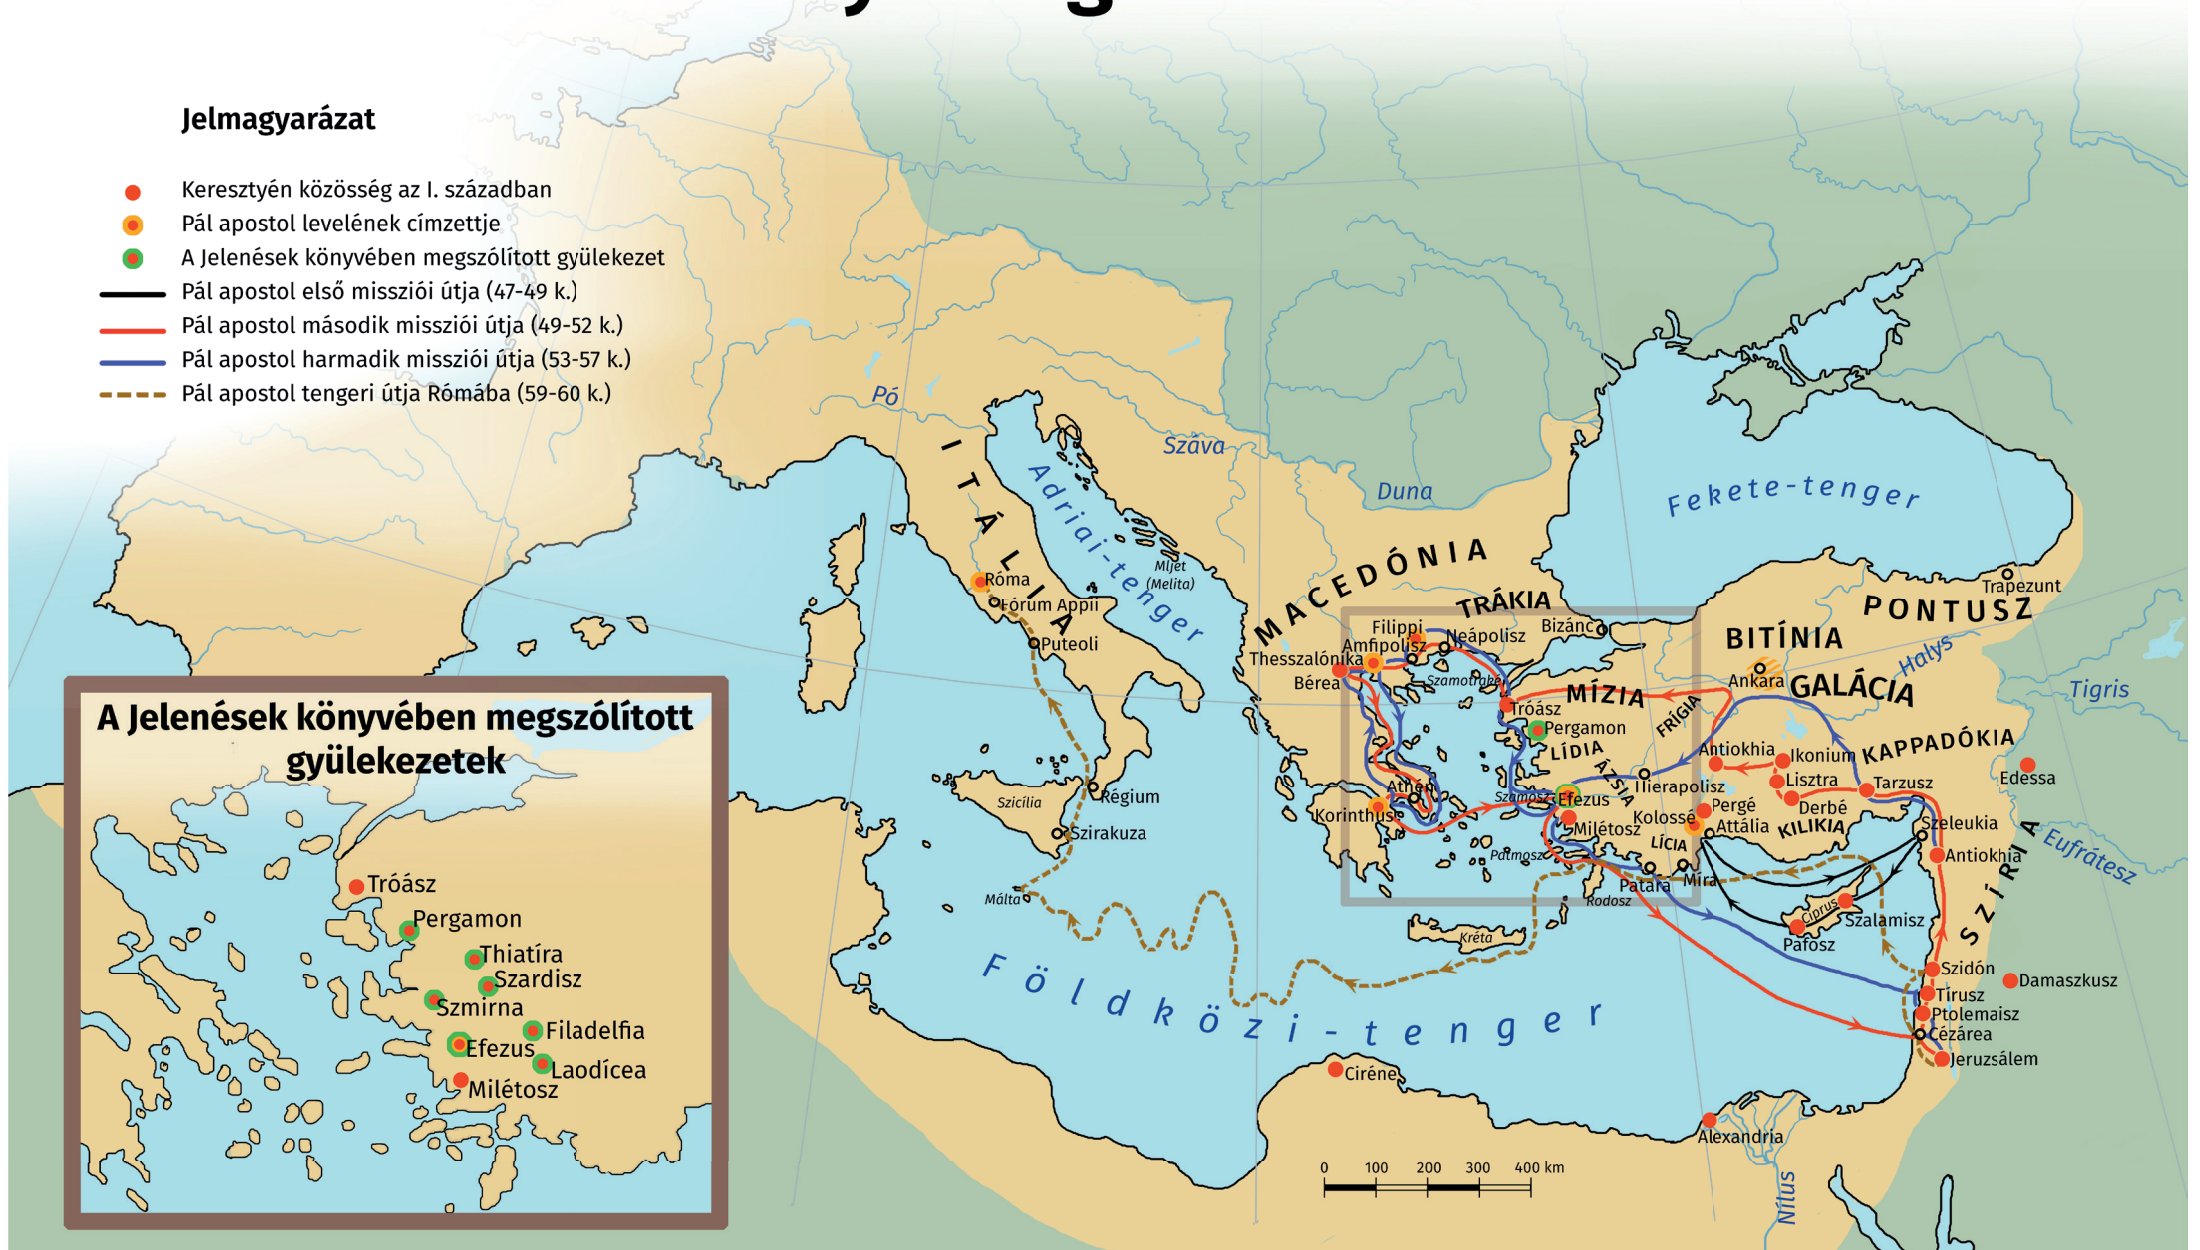 Jelmagyarázat
Keresztyén közösség az I. században
Pál apostol levelének címzettje
A Jelenések könyvében megszólított gyülekezet
Pál apostol első missziói útja (47-49 k.)
Pál apostol második missziói útja (49-52 k.)
Pál apostol harmadik missziói útja (53-57 k.)
Pál apostol tengeri útja Rómába (59-60 k.)
Pó
Száva
Duna
Fekete-tenger
ITÁLIA
Adriai-tenger
Mljet
(Melita)
MACEDÓNIA
TRÁKIA
Trapezunt
PONTUSZ
BITÍNIA
Halys
Róma
Fórum Appii
Puteoli
Filippi
Neápolisz
Bizánc
Amfipolisz
Thesszalónika
Bérea
Szamotraké
Ankara
GALÁCIA
Tigris
MÍZIA
Tróász
FRÍGIA
Pergamon
LÍDIA
ÁZSIA
Antiokhia
Ikonium
KAPPADÓKIA
Edessa
Lisztra
Tarzusz
Hierapolisz
Derbé
Athén
Szamosz
Efezus
Pergé
Korinthus
Milétosz
Kolossé
Attália
KILIKIA
Szeleukia
LÍCIA
Eufrátesz
Patmosz
Antiokhia
Patara
Míra
Rodosz
Ciprus
Szalamisz
Pafosz
SZÍRIA
Szicília
Régium
Szirakuza
Málta
Kréta
Földközi-tenger
Szidón
Damaszkusz
Tírusz
Ptolemaisz
Cézárea
Jeruzsálem
Ciréne
Alexandria
Nílus
0 100 200 300 400 km
A Jelenések könyvében megszólított
gyülekezetek
Tróász
Pergamon
Thiatíra
Szardisz
Szmirna
Filadelfia
Efezus
Laodícea
Milétosz